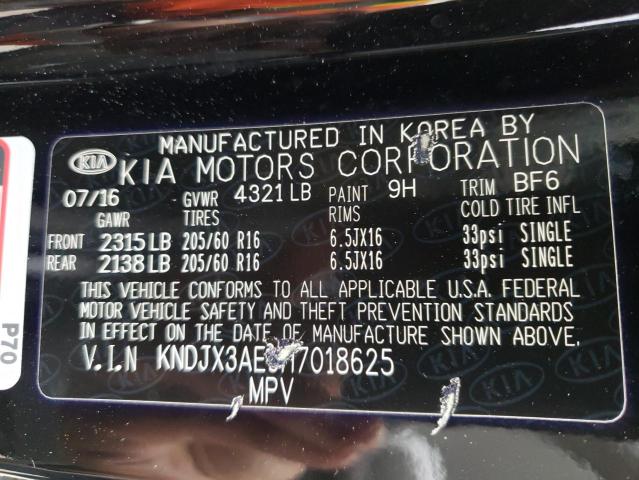 MANUFACTURED IN KOREA BY
KIA KIA MOTORS CORPORATION
07/16 GVWR 4321 LB PAINT 9H TRIM BF6
GAWR TIRES RIMS COLD TIRE INFL
FRONT 2315 LB 205/60 R16 6.5JX16 33psi SINGLE
REAR 2138 LB 205/60 R16 6.5JX16 33psi SINGLE
THIS VEHICLE CONFORMS TO ALL APPLICABLE U.S.A. FEDERAL
MOTOR VEHICLE SAFETY AND THEFT PREVENTION STANDARDS
IN EFFECT ON THE DATE OF MANUFACTURE SHOWN ABOVE.
V.I.N KNDJX3AE 7018625
MPV
P70